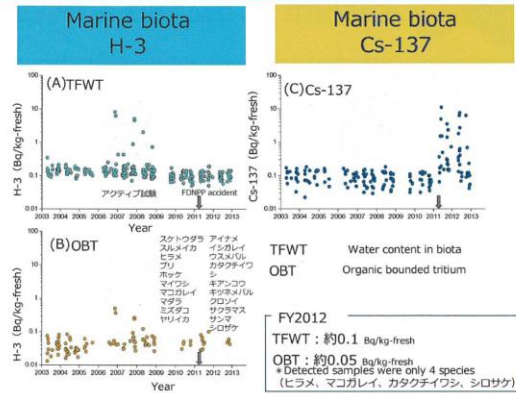 Marine biota
H-3
Marine biota
Cs-137
(A)TFWT
H-3 (Bq/kg-fresh)
100
10
1
0.1
0.01
2003 2004 2005 2006 2007 2008 2009 2010 2011 2012 2013
アクティブ試験
FDNPP accident
Year
(B)OBT
H-3 (Bq/kg-fresh)
100
10
1
0.1
0.01
スケトウダラ アイナメ
スルメイカ イシガレイ
ヒラメ ウスメバル
ブリ カタクチイワ
ホッケ シ
マイワシ キアンコウ
マコガレイ キツネメバル
マダラ クロソイ
ミズダコ サクラマス
ヤリイカ サンマ
シロザケ
2003 2004 2005 2006 2007 2008 2009 2010 2011 2012 2013
Year
(C)Cs-137
Cs-137 (Bq/kg-fresh)
100
10
1
0.1
0.01
2003 2004 2005 2006 2007 2008 2009 2010 2011 2012 2013
TFWT Water content in biota
OBT Organic bounded tritium
FY2012
TFWT:約0.1 Bq/kg-fresh
OBT:約0.05 Bq/kg-fresh
*Detected samples were only 4 species
(ヒラメ、マコガレイ、カタクチイワシ、シロサケ)